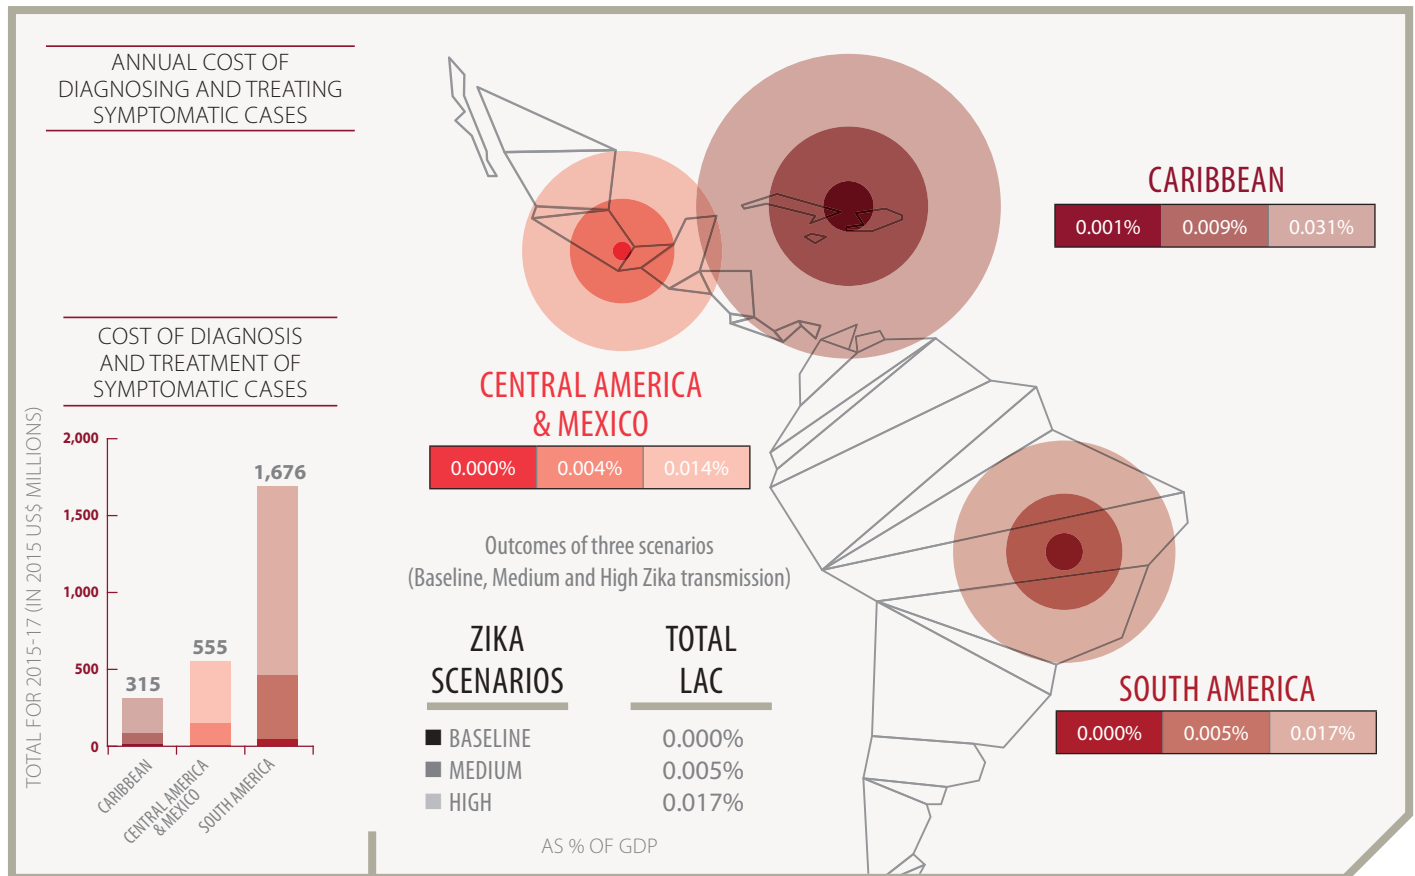 ANNUAL COST OF
DIAGNOSING AND TREATING
SYMPTOMATIC CASES
CARIBBEAN
0.001% 0.009% 0.031%
COST OF DIAGNOSIS
AND TREATMENT OF
SYMPTOMATIC CASES
TOTAL FOR 2015-17 (IN 2015 US$ MILLIONS)
2,000
1,500
1,000
500
0
315
555
1,676
CARIBBEAN
CENTRAL AMERICA
& MEXICO
SOUTH AMERICA
CENTRAL AMERICA
& MEXICO
0.000% 0.004% 0.014%
Outcomes of three scenarios
(Baseline, Medium and High Zika transmission)
ZIKA
SCENARIOS
TOTAL
LAC
BASELINE 0.000%
MEDIUM 0.005%
HIGH 0.017%
AS % OF GDP
SOUTH AMERICA
0.000% 0.005% 0.017%